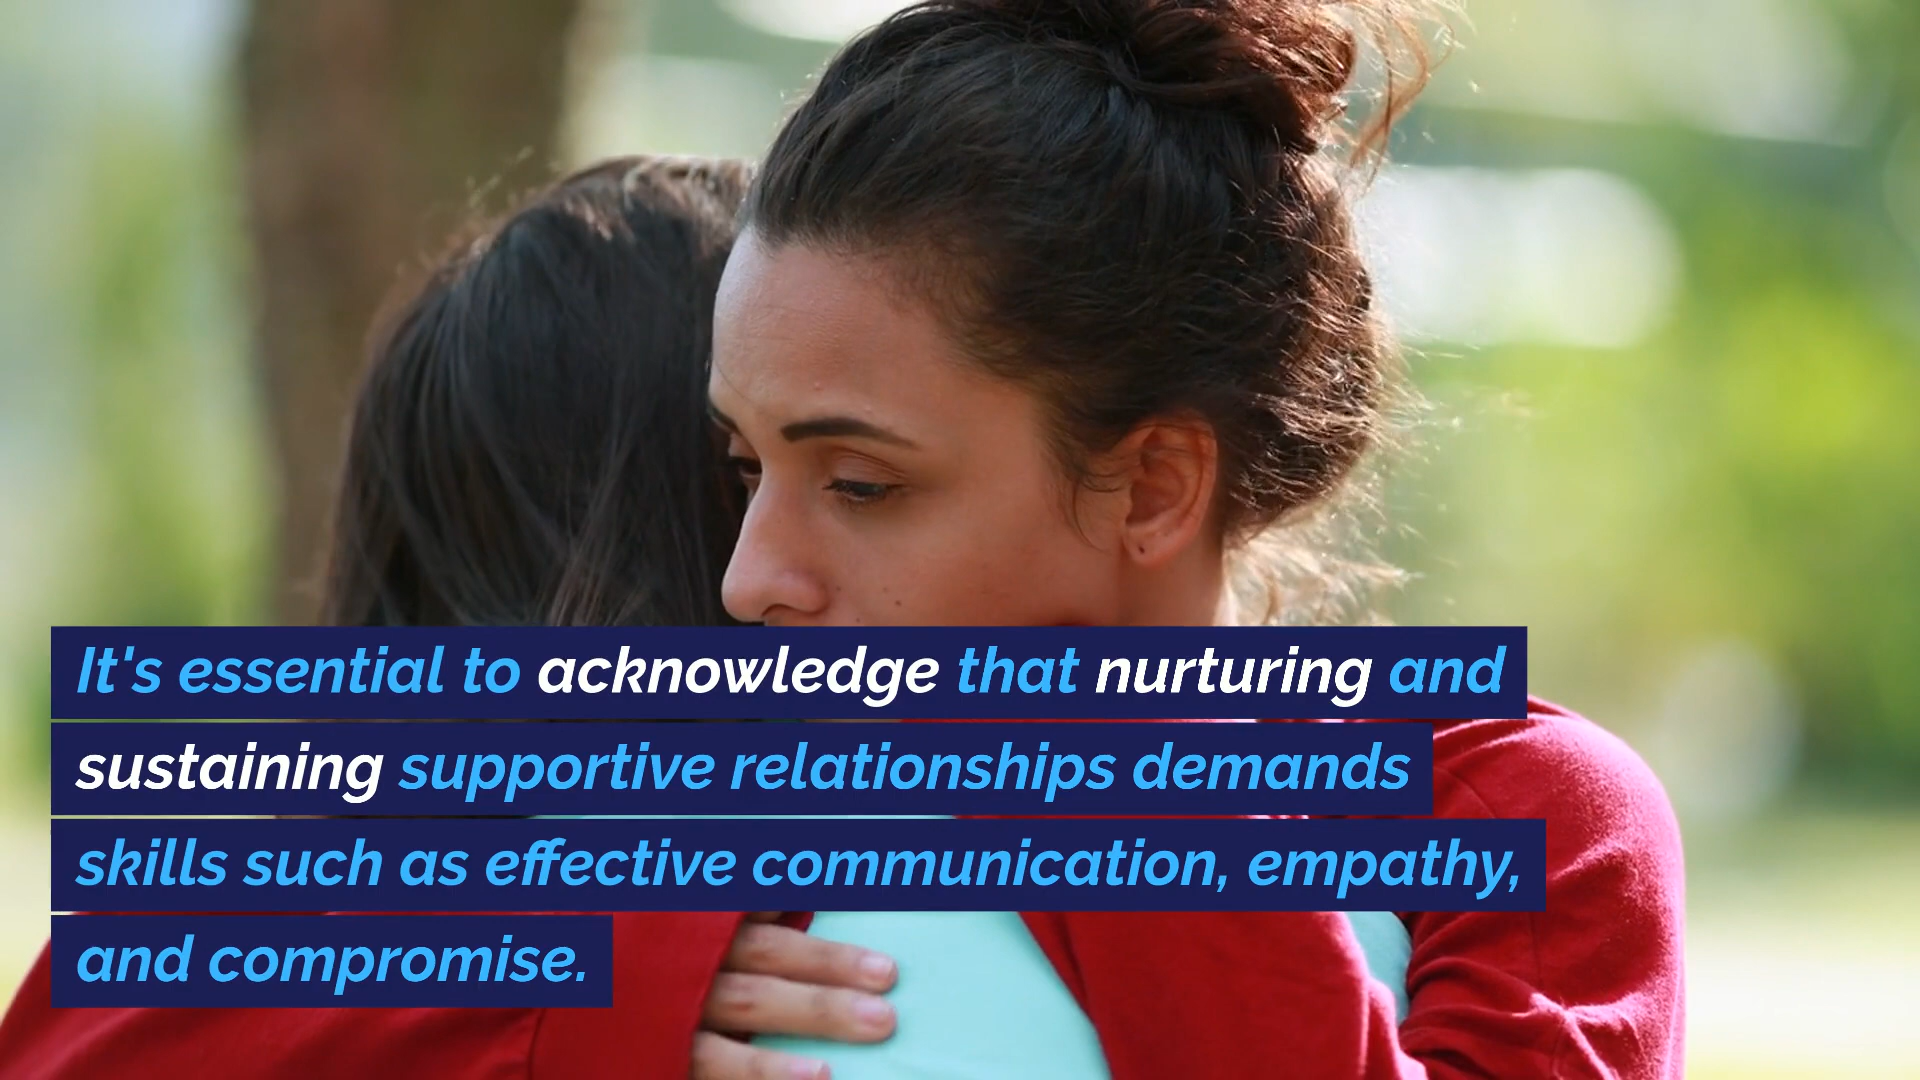 It's essential to acknowledge that nurturing and
sustaining supportive relationships demands
skills such as effective communication, empathy,
and compromise.